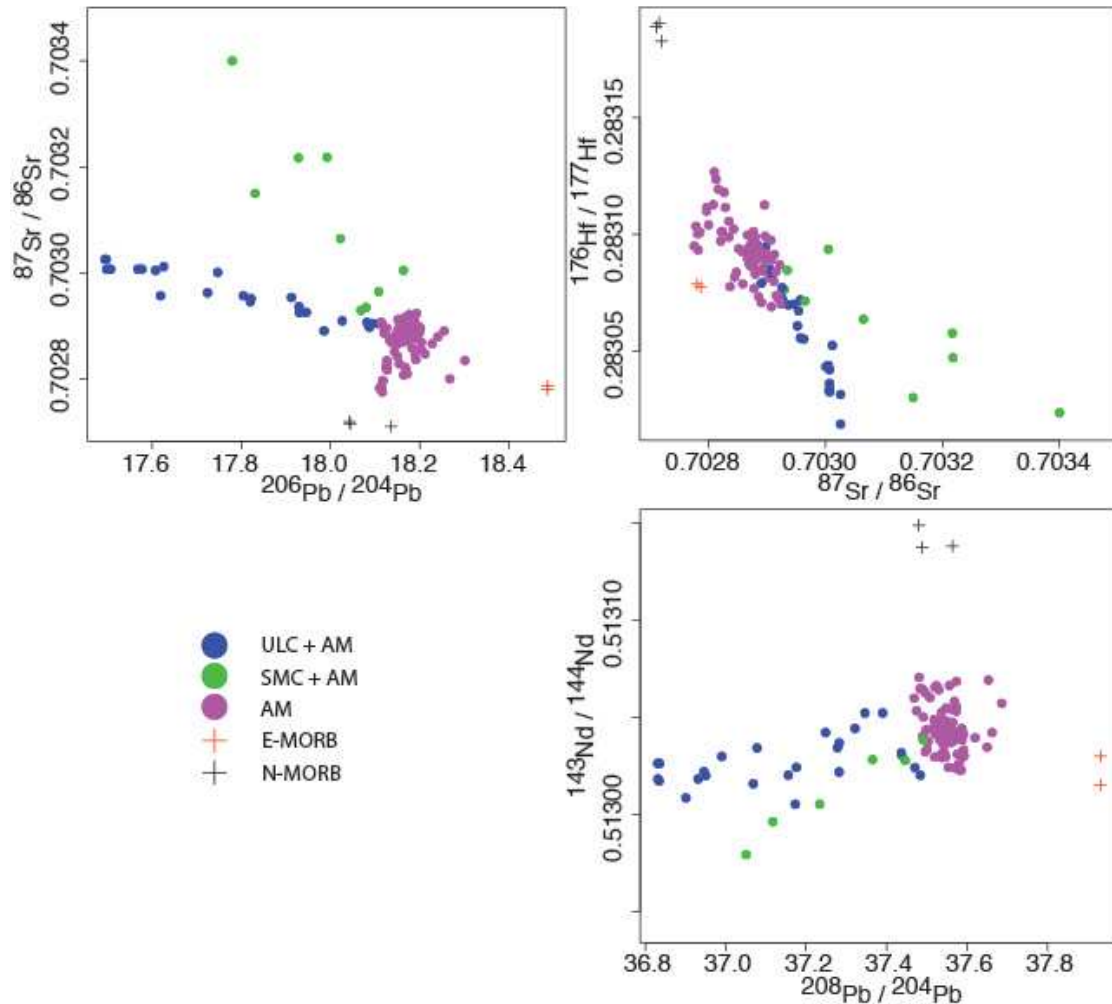 0.7034
0.7032
0.7030
0.7028
87Sr / 86Sr
17.6 17.8 18.0 18.2 18.4
206Pb / 204Pb
0.28315
0.28310
0.28305
176Hf / 177Hf
0.7028 0.7030 0.7032 0.7034
87Sr / 86Sr
ULC + AM
SMC + AM
AM
E-MORB
N-MORB
0.51310
0.51300
143Nd / 144Nd
36.8 37.0 37.2 37.4 37.6 37.8
208Pb / 204Pb